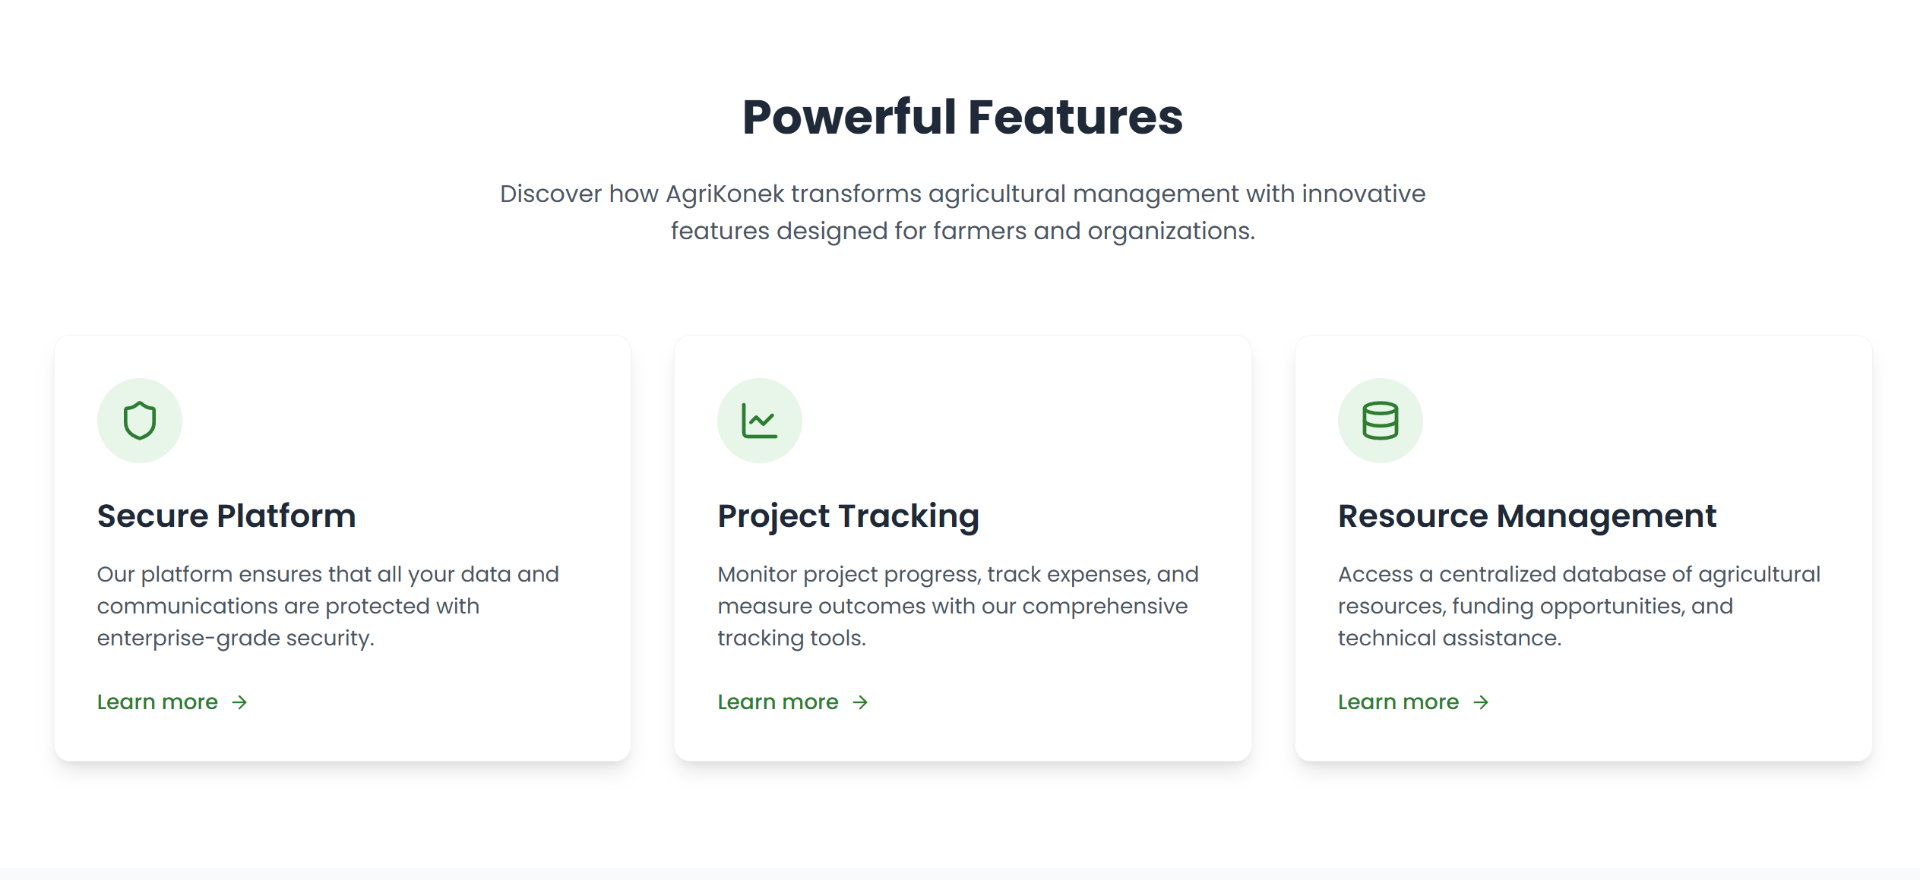 Powerful Features
Discover how AgriKonek transforms agricultural management with innovative
features designed for farmers and organizations.
Secure Platform
Our platform ensures that all your data and
communications are protected with
enterprise-grade security.
Learn more →
Project Tracking
Monitor project progress, track expenses, and
measure outcomes with our comprehensive
tracking tools.
Learn more →
Resource Management
Access a centralized database of agricultural
resources, funding opportunities, and
technical assistance.
Learn more →